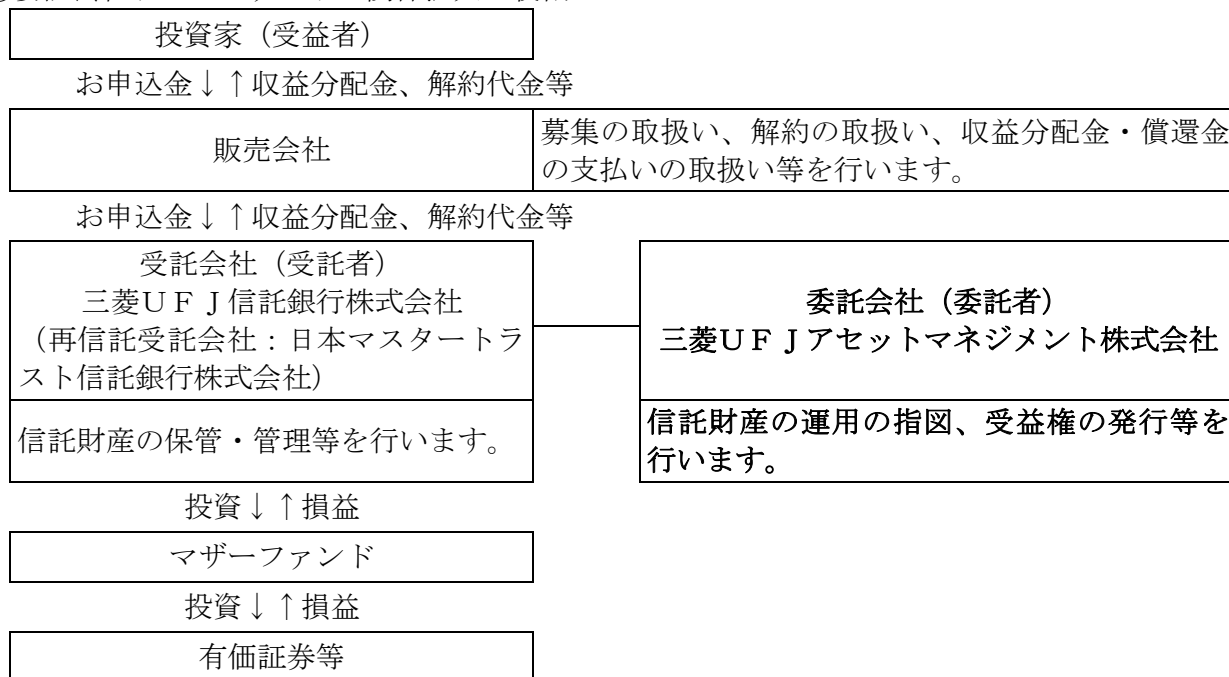 投資家（受益者）
お申込金↓↑収益分配金、解約代金等
販売会社
募集の取扱い、解約の取扱い、収益分配金・償還金
の支払いの取扱い等を行います。
お申込金↓↑収益分配金、解約代金等
受託会社（受託者）
三菱ＵＦＪ信託銀行株式会社
（再信託受託会社：日本マスタートラ
スト信託銀行株式会社）
委託会社（委託者）
三菱ＵＦＪアセットマネジメント株式会社
信託財産の保管・管理等を行います。
信託財産の運用の指図、受益権の発行等を
行います。
投資↓↑損益
マザーファンド
投資↓↑損益
有価証券等